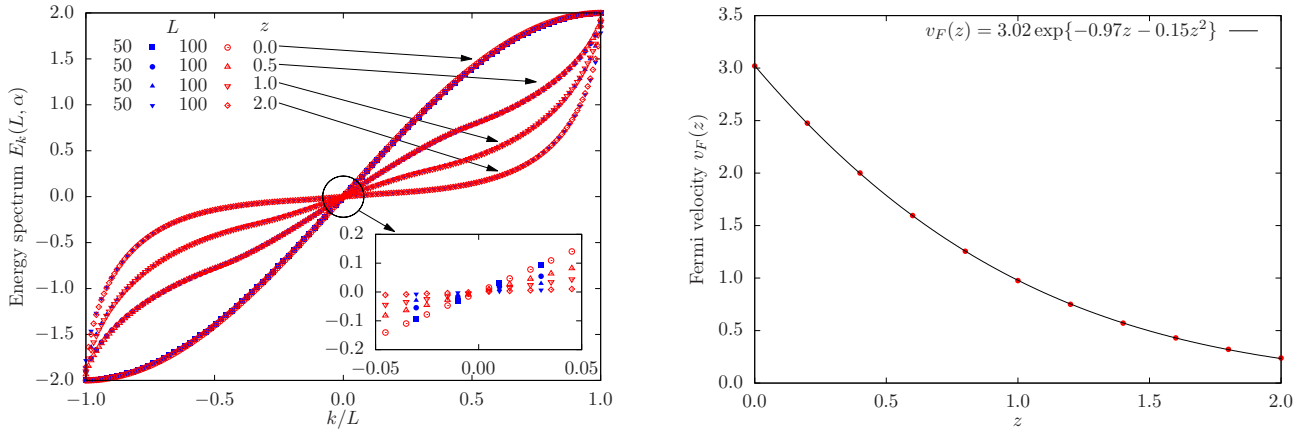 2.0
1.5
1.0
0.5
0.0
−0.5
−1.0
−1.5
−2.0
Energy spectrum E_k(L, α)
L z
50 100 0.0
50 100 0.5
50 100 1.0
50 100 2.0
0.2
0.1
0.0
−0.1
−0.2
−0.05 0.00 0.05
−1.0 −0.5 0.0 0.5 1.0
k/L
v_F(z) = 3.02 exp{−0.97z − 0.15z²}
3.5
3.0
2.5
2.0
1.5
1.0
0.5
0.0
Fermi velocity v_F(z)
0.0 0.5 1.0 1.5 2.0
z